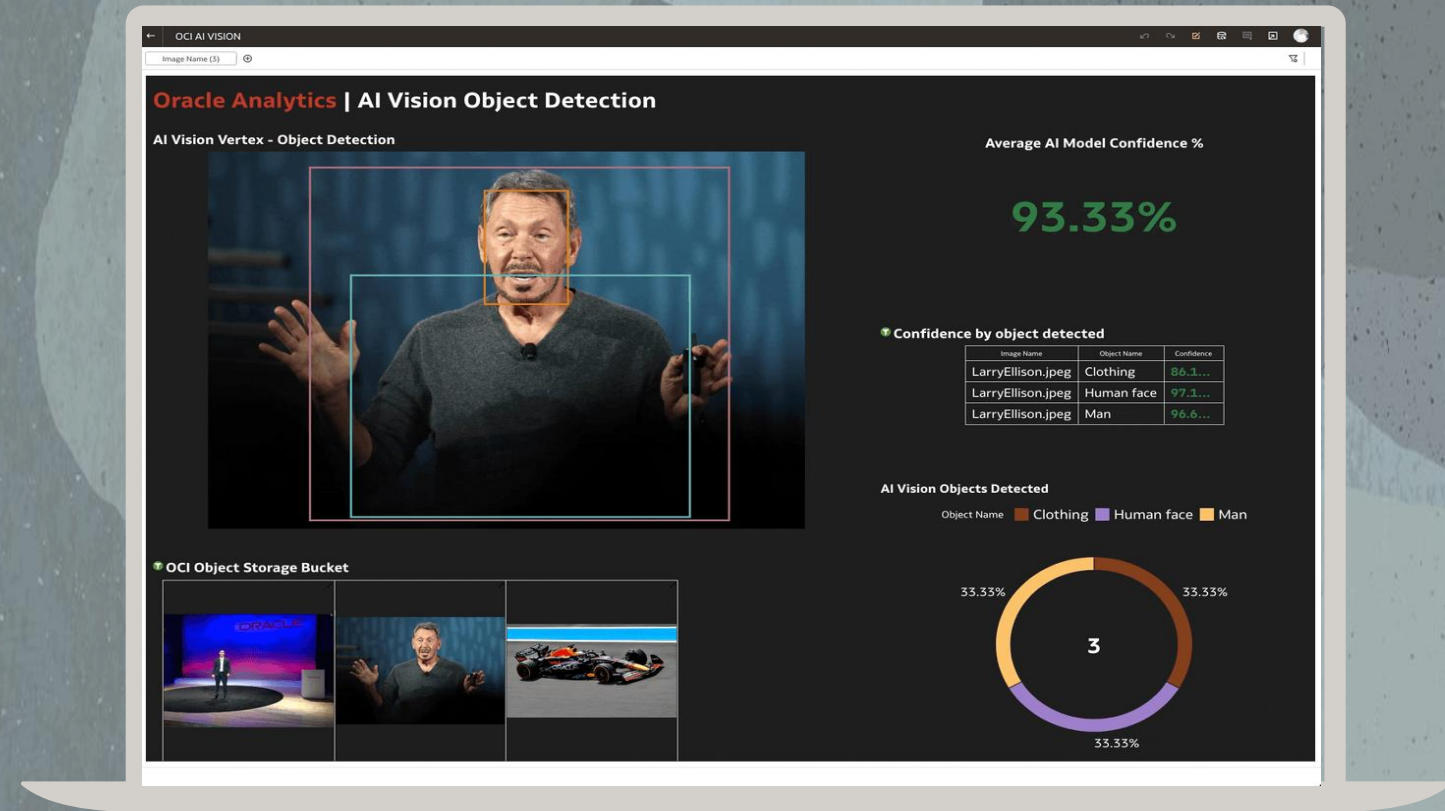 OCI AI VISION
Image Name (3)
Oracle Analytics | AI Vision Object Detection
AI Vision Vertex - Object Detection
Average AI Model Confidence %
93.33%
Confidence by object detected
Image Name Object Name Confidence
LarryEllison.jpeg Clothing 86.1...
LarryEllison.jpeg Human face 97.1...
LarryEllison.jpeg Man 96.6...
AI Vision Objects Detected
Object Name Clothing Human face Man
33.33% 33.33%
3
33.33%
OCI Object Storage Bucket
ORACLE